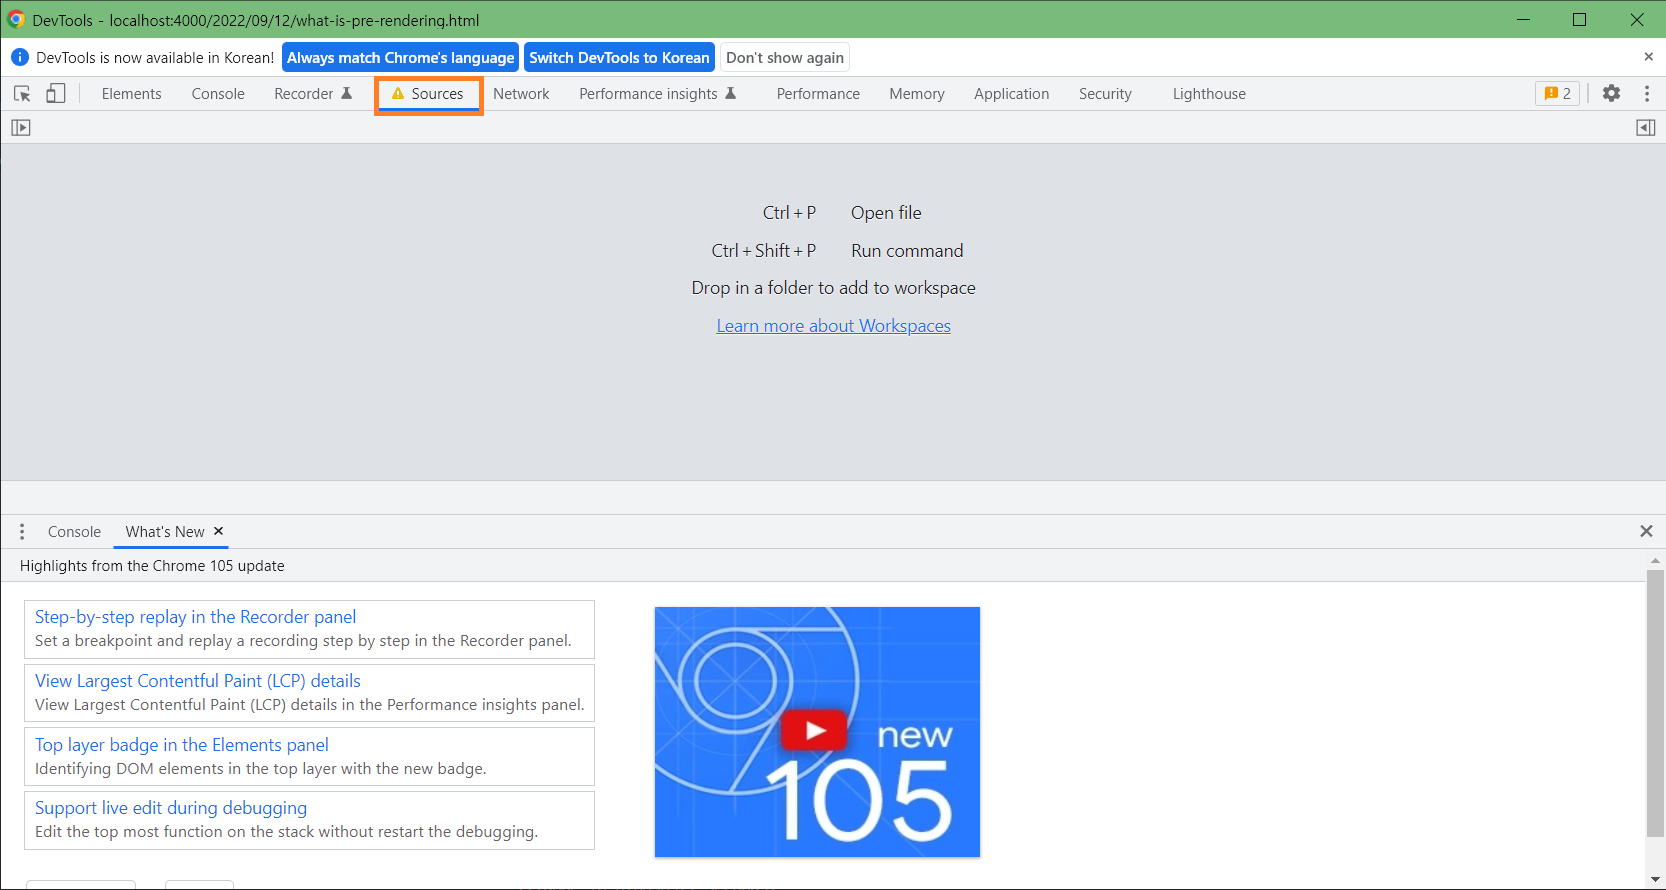 DevTools - localhost:4000/2022/09/12/what-is-pre-rendering.html
DevTools is now available in Korean! Always match Chrome's language Switch DevTools to Korean Don't show again
Elements Console Recorder Sources Network Performance insights Performance Memory Application Security Lighthouse 2
Ctrl + P Open file
Ctrl + Shift + P Run command
Drop in a folder to add to workspace
Learn more about Workspaces
Console What's New
Highlights from the Chrome 105 update
Step-by-step replay in the Recorder panel
Set a breakpoint and replay a recording step by step in the Recorder panel.
View Largest Contentful Paint (LCP) details
View Largest Contentful Paint (LCP) details in the Performance insights panel.
Top layer badge in the Elements panel
Identifying DOM elements in the top layer with the new badge.
Support live edit during debugging
Edit the top most function on the stack without restart the debugging.
new
105